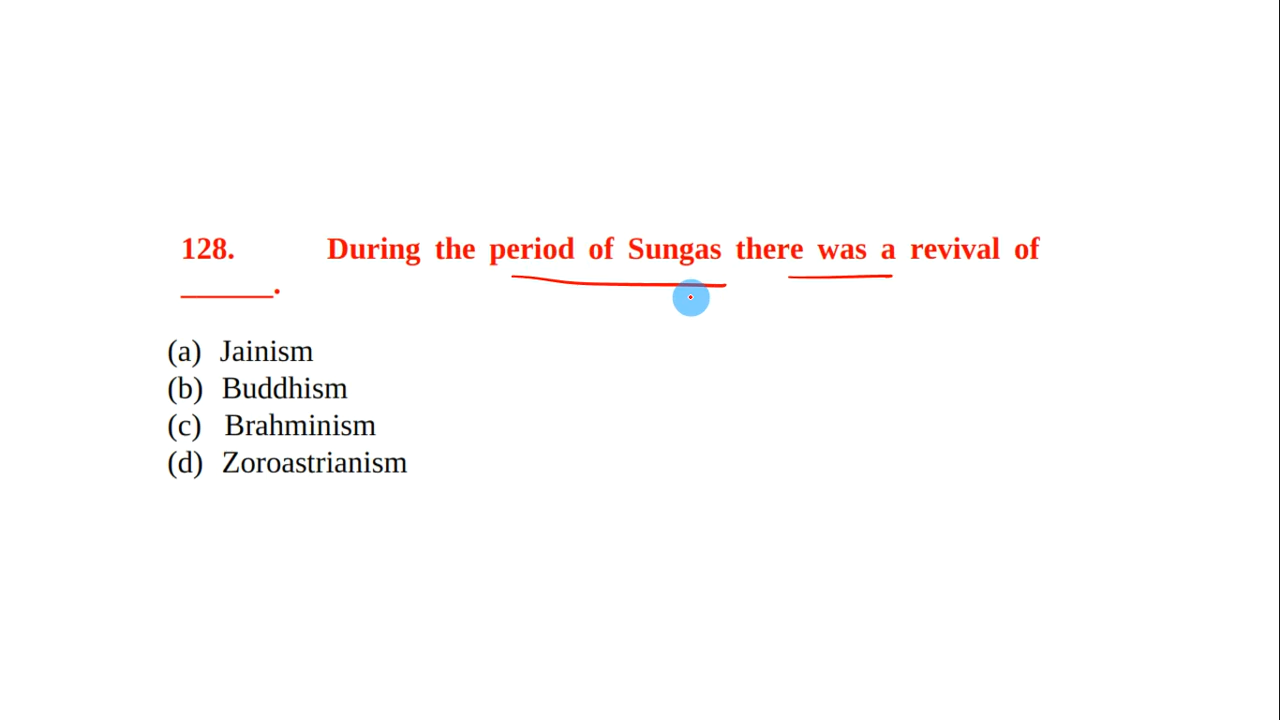 128. During the period of Sungas there was a revival of
______.
(a) Jainism
(b) Buddhism
(c) Brahminism
(d) Zoroastrianism